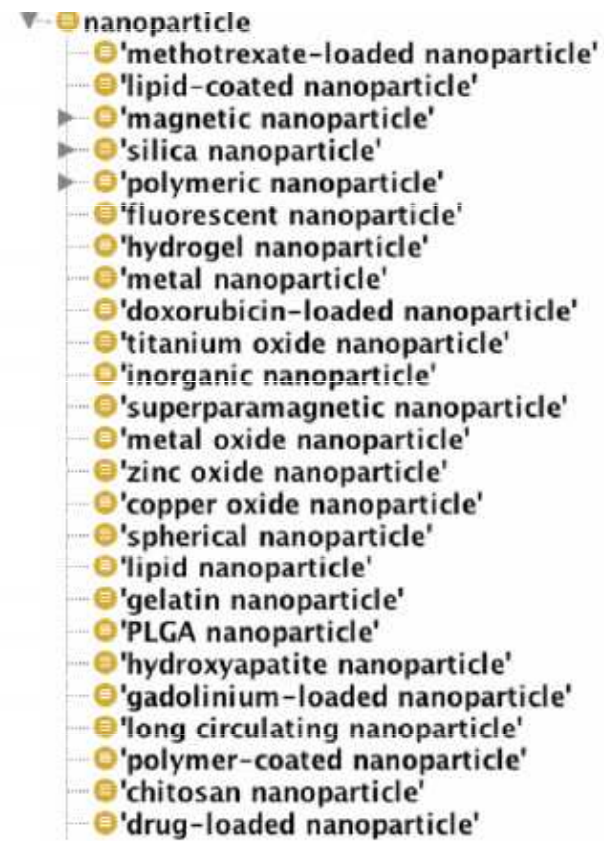 nanoparticle
'methotrexate-loaded nanoparticle'
'lipid-coated nanoparticle'
'magnetic nanoparticle'
'silica nanoparticle'
'polymeric nanoparticle'
'fluorescent nanoparticle'
'hydrogel nanoparticle'
'metal nanoparticle'
'doxorubicin-loaded nanoparticle'
'titanium oxide nanoparticle'
'inorganic nanoparticle'
'superparamagnetic nanoparticle'
'metal oxide nanoparticle'
'zinc oxide nanoparticle'
'copper oxide nanoparticle'
'spherical nanoparticle'
'lipid nanoparticle'
'gelatin nanoparticle'
'PLGA nanoparticle'
'hydroxyapatite nanoparticle'
'gadolinium-loaded nanoparticle'
'long circulating nanoparticle'
'polymer-coated nanoparticle'
'chitosan nanoparticle'
'drug-loaded nanoparticle'